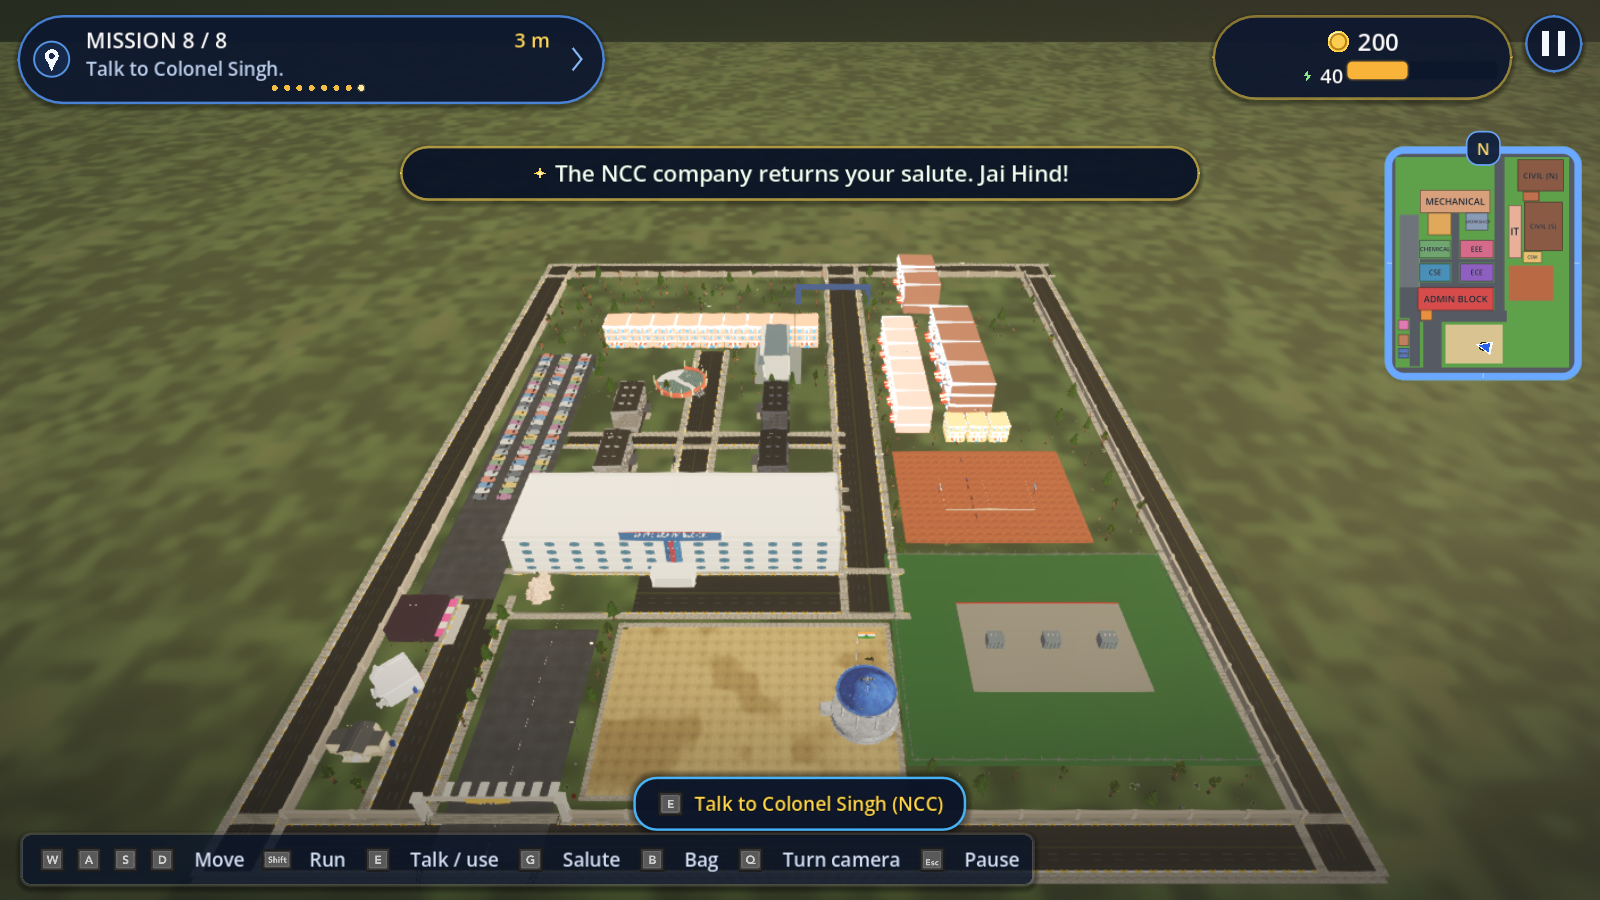 MISSION 8 / 8
3 m
Talk to Colonel Singh.
200
40
The NCC company returns your salute. Jai Hind!
N
CIVIL (N)
MECHANICAL
IT
CIVIL (S)
CHEMICAL
EEE
CSE
ECE
ADMIN BLOCK
E Talk to Colonel Singh (NCC)
W A S D Move Shift Run E Talk / use G Salute B Bag Q Turn camera Esc Pause